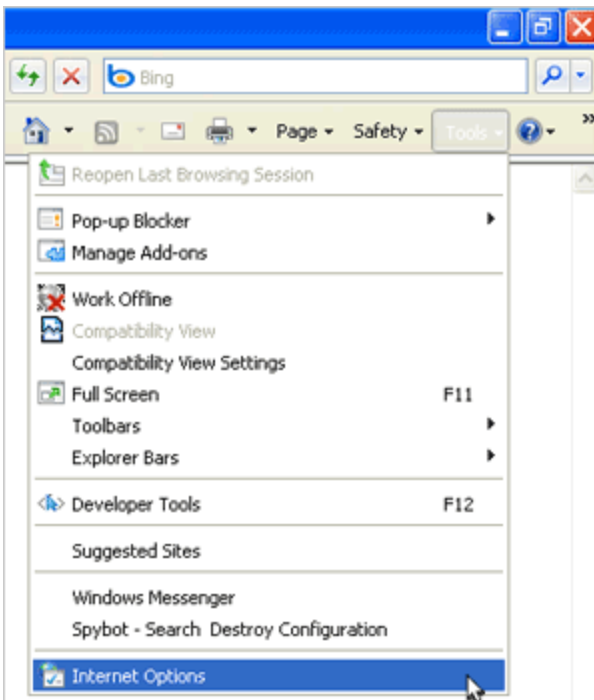 Bing
Page Safety Tools
Reopen Last Browsing Session
Pop-up Blocker
Manage Add-ons
Work Offline
Compatibility View
Compatibility View Settings
Full Screen F11
Toolbars
Explorer Bars
Developer Tools F12
Suggested Sites
Windows Messenger
Spybot - Search Destroy Configuration
Internet Options